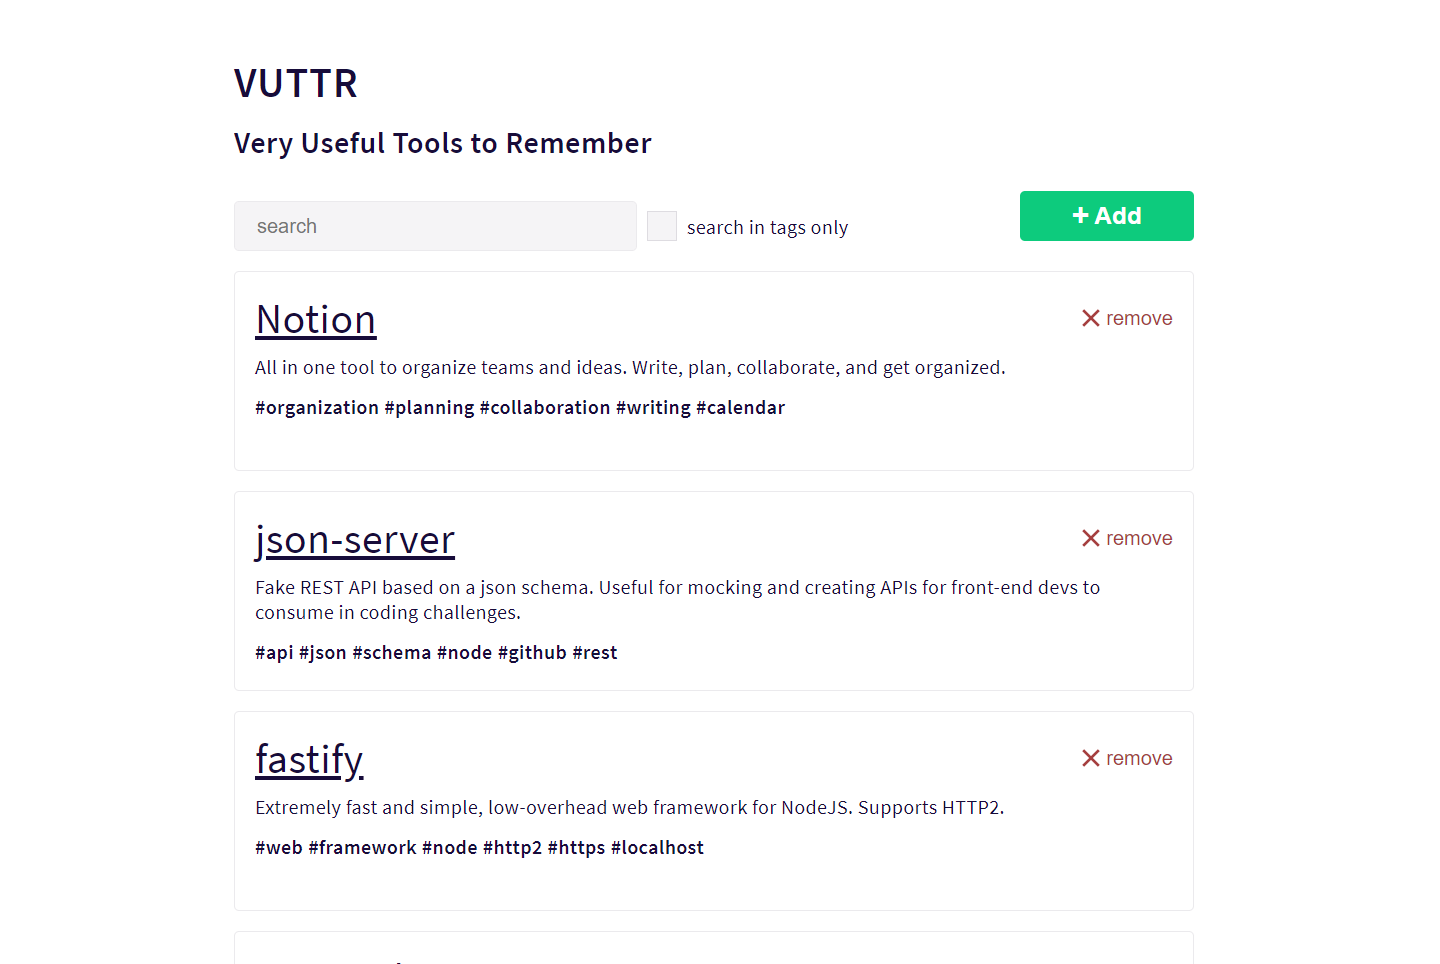 VUTTR
Very Useful Tools to Remember
search
search in tags only
+ Add
Notion
remove
All in one tool to organize teams and ideas. Write, plan, collaborate, and get organized.
#organization #planning #collaboration #writing #calendar
json-server
remove
Fake REST API based on a json schema. Useful for mocking and creating APIs for front-end devs to
consume in coding challenges.
#api #json #schema #node #github #rest
fastify
remove
Extremely fast and simple, low-overhead web framework for NodeJS. Supports HTTP2.
#web #framework #node #http2 #https #localhost